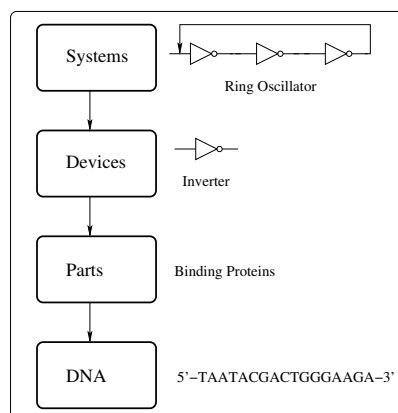 Systems
Ring Oscillator
Devices
Inverter
Parts
Binding Proteins
DNA
5’−TAATACGACTGGGAAGA−3’